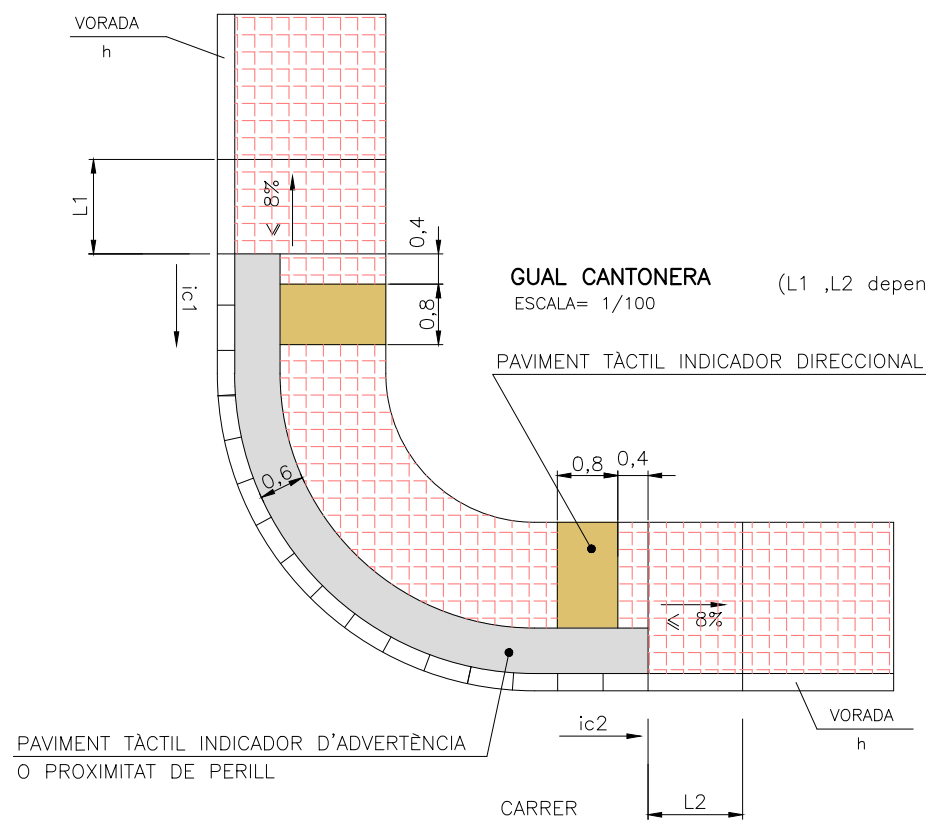 VORADA
h
L1
≤ 8%
0,4
ic1
0,8
GUAL CANTONERA
ESCALA= 1/100
(L1 ,L2 depen
PAVIMENT TÀCTIL INDICADOR DIRECCIONAL
0,8
0,4
0,6
≤ 8%
ic2
VORADA
h
PAVIMENT TÀCTIL INDICADOR D'ADVERTÈNCIA
O PROXIMITAT DE PERILL
CARRER
L2